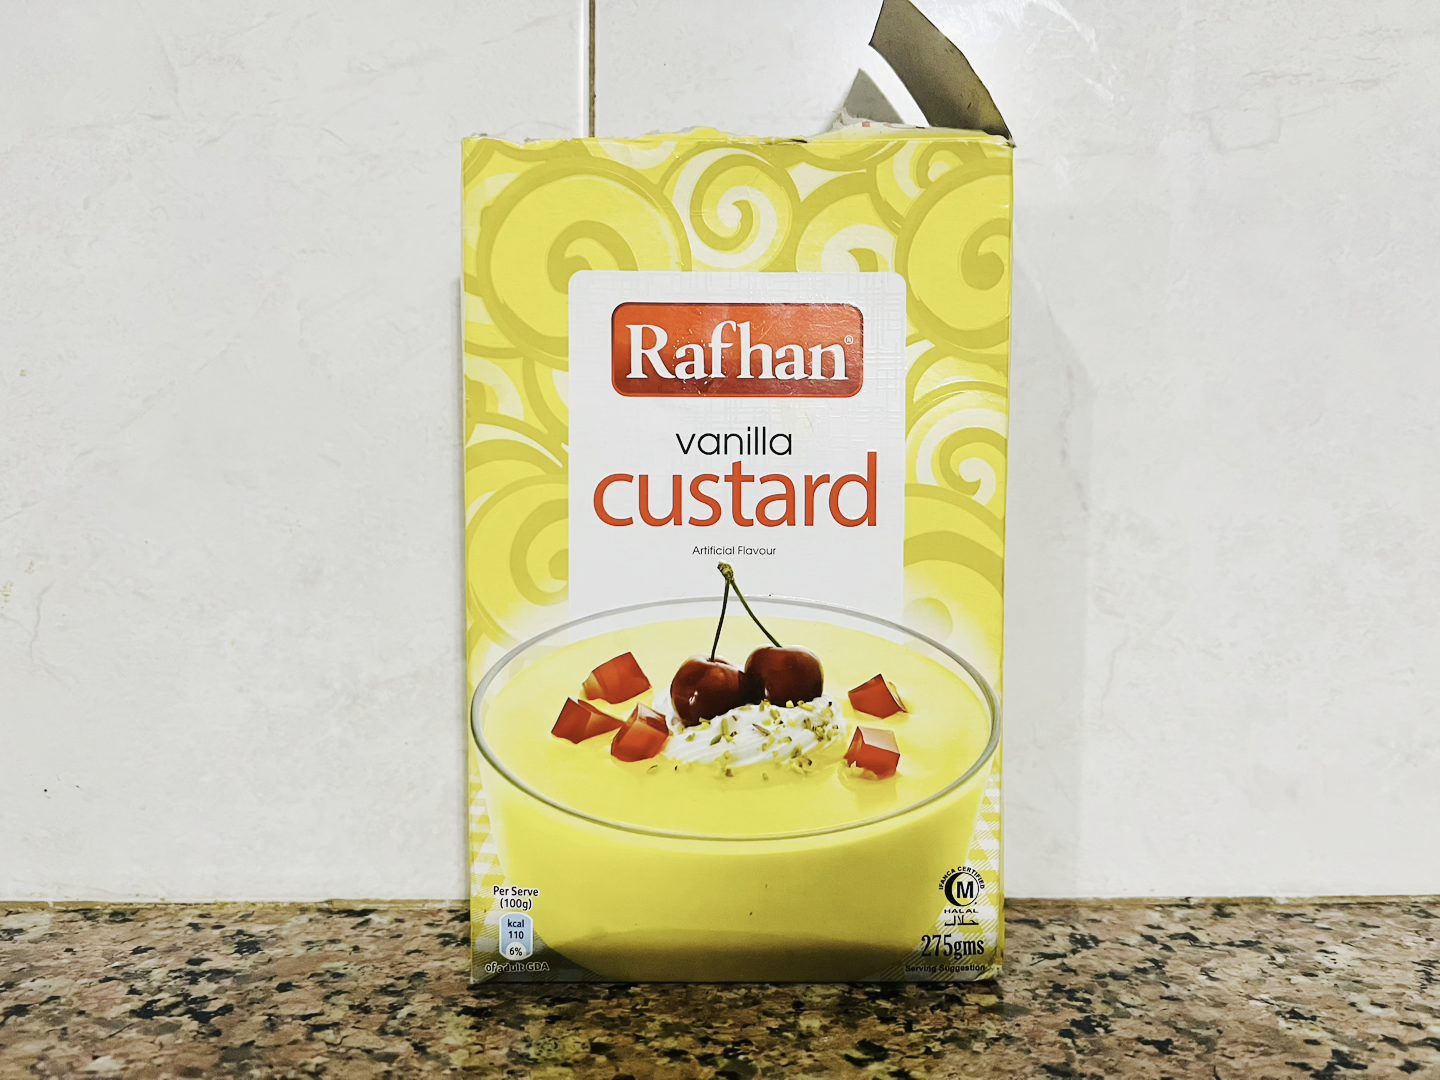 Rafhan®
vanilla
custard
Artificial Flavour
Per Serve
(100g)
kcal
110
6%
of adult GDA
IFANCA CERTIFIED
M
HALAL
حلال
275gms
Serving Suggestion